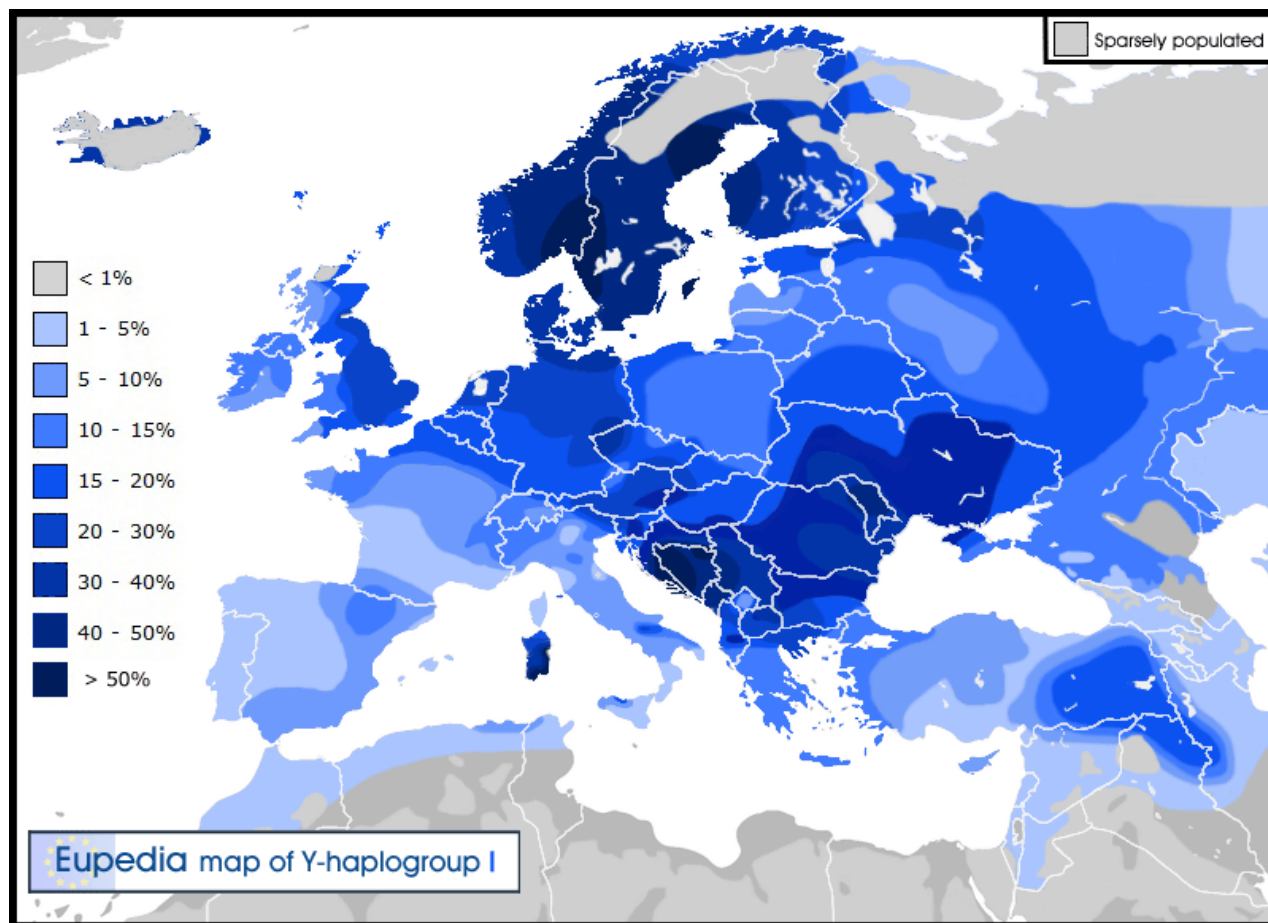 Sparsely populated
< 1%
1 - 5%
5 - 10%
10 - 15%
15 - 20%
20 - 30%
30 - 40%
40 - 50%
> 50%
Eupedia map of Y-haplogroup I